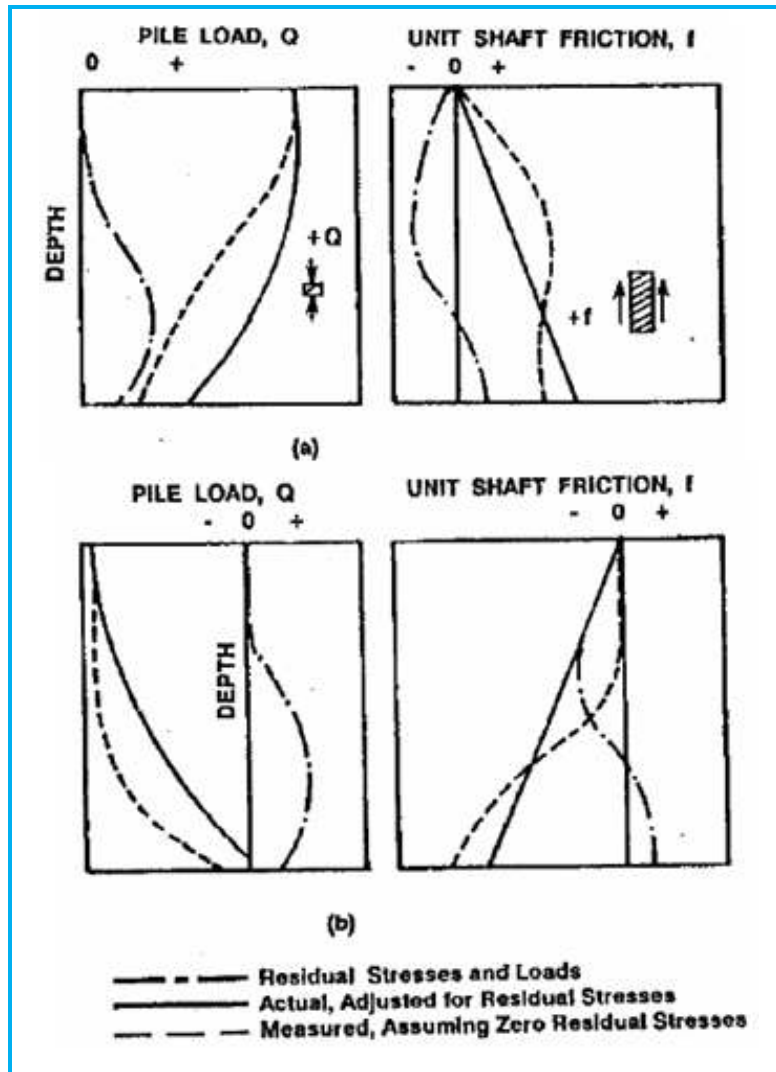 PILE LOAD, Q
UNIT SHAFT FRICTION, f
0 +
- 0 +
DEPTH
+Q
+f
(a)
PILE LOAD, Q
UNIT SHAFT FRICTION, f
- 0 +
- 0 +
DEPTH
(b)
Residual Stresses and Loads
Actual, Adjusted for Residual Stresses
Measured, Assuming Zero Residual Stresses